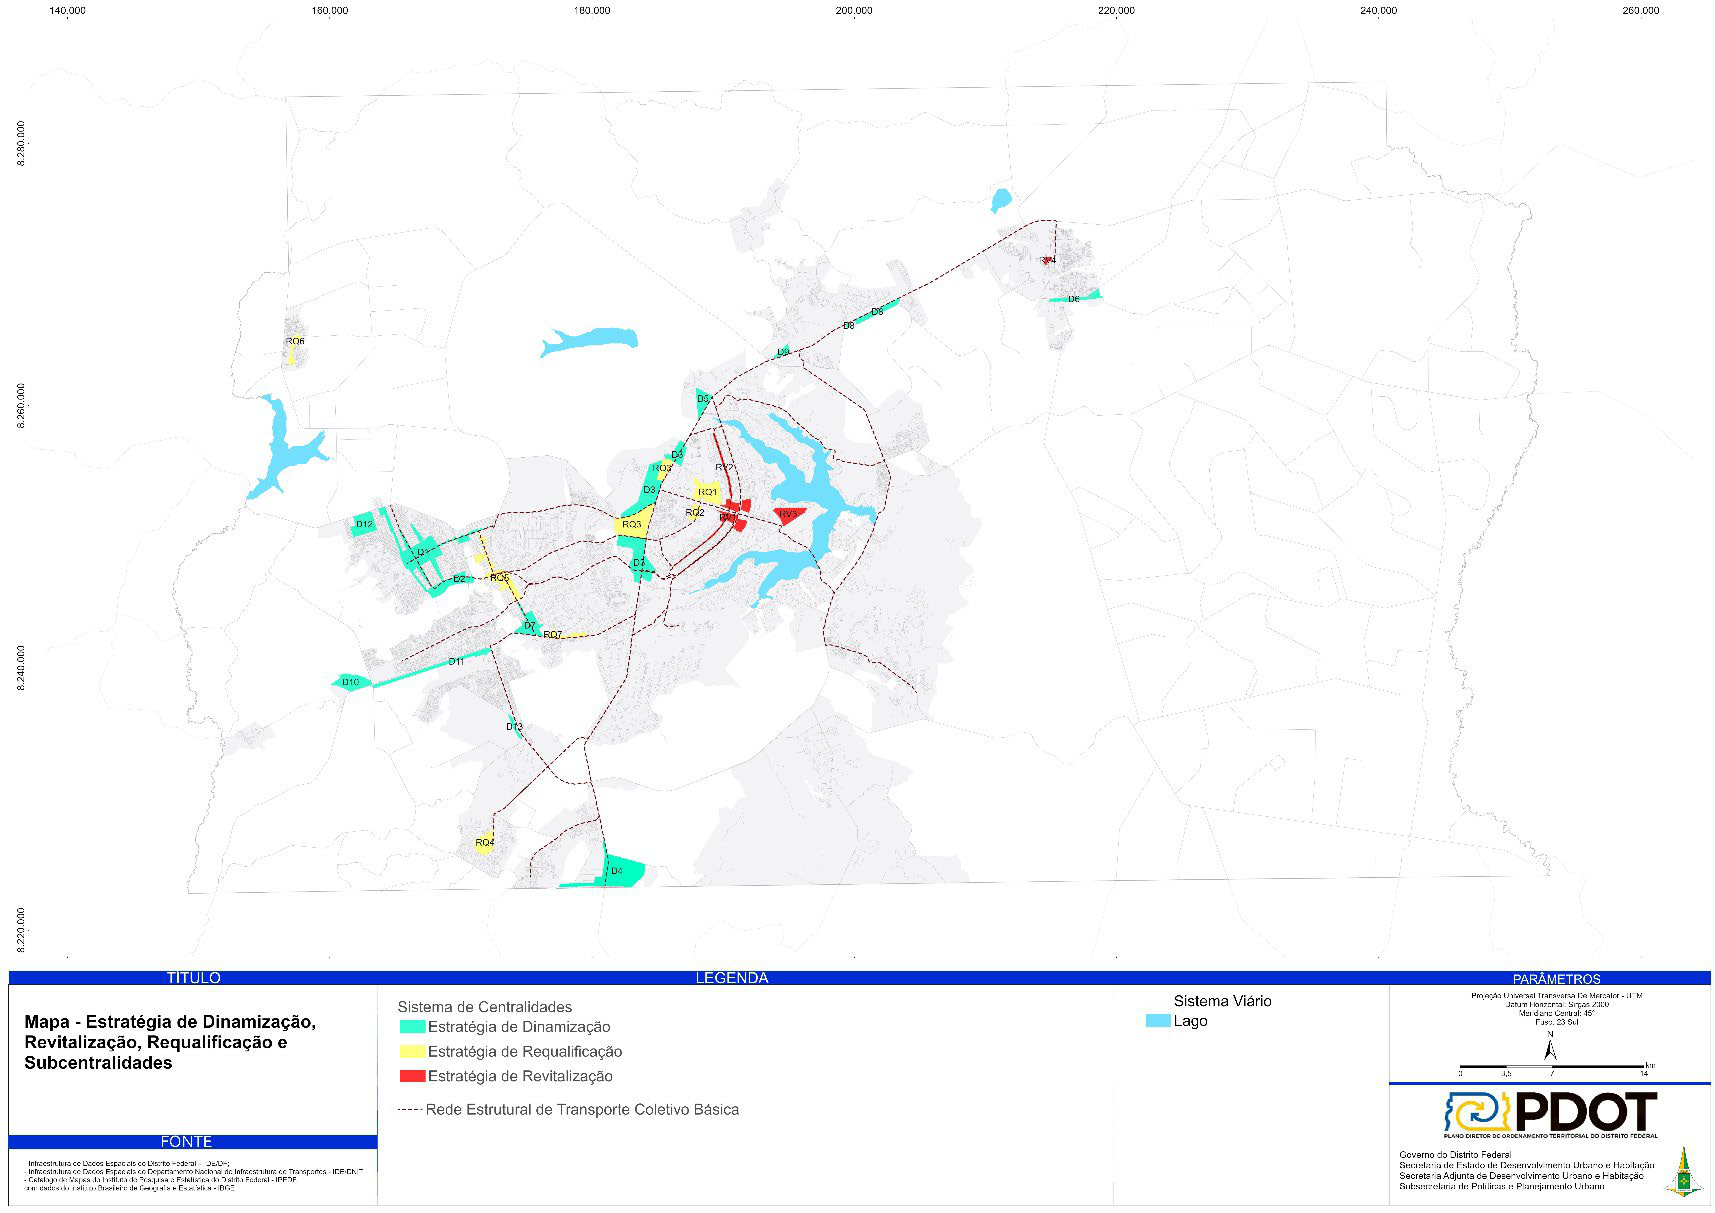 140.000 160.000 180.000 200.000 220.000 240.000 260.000
8.280.000
8.260.000
8.240.000
8.220.000
RV4
D6
D8
D8
RQ6
D9
D5
D3
RQ3
RV2
D3
RQ1
RQ2
RV1
RV3
D12
RQ3
D1
D3
D2
RQ5
D7
RQ7
D11
D10
D13
RQ4
D4
TÍTULO
Mapa - Estratégia de Dinamização,
Revitalização, Requalificação e
Subcentralidades
FONTE
- Infraestrutura de Dados Espaciais do Distrito Federal - IDE/DF;
- Infraestrutura de Dados Espaciais do Departamento Nacional de Infraestrutura de Transportes - IDE/DNIT
- Catálogo de Mapas do Instituto de Pesquisa e Estatística do Distrito Federal - IPEDF
com dados do Instituto Brasileiro de Geografia e Estatística - IBGE
LEGENDA
Sistema de Centralidades
Estratégia de Dinamização
Estratégia de Requalificação
Estratégia de Revitalização
Rede Estrutural de Transporte Coletivo Básica
Sistema Viário
Lago
PARÂMETROS
Projeção Universal Transversa De Mercator - UTM
Datum Horizontal: Sirgas 2000
Meridiano Central: 45°
Fuso: 23 Sul
N
km
0 3,5 7 14
PDOT
PLANO DIRETOR DE ORDENAMENTO TERRITORIAL DO DISTRITO FEDERAL
Governo do Distrito Federal
Secretaria de Estado de Desenvolvimento Urbano e Habitação
Secretaria Adjunta de Desenvolvimento Urbano e Habitação
Subsecretaria de Políticas e Planejamento Urbano